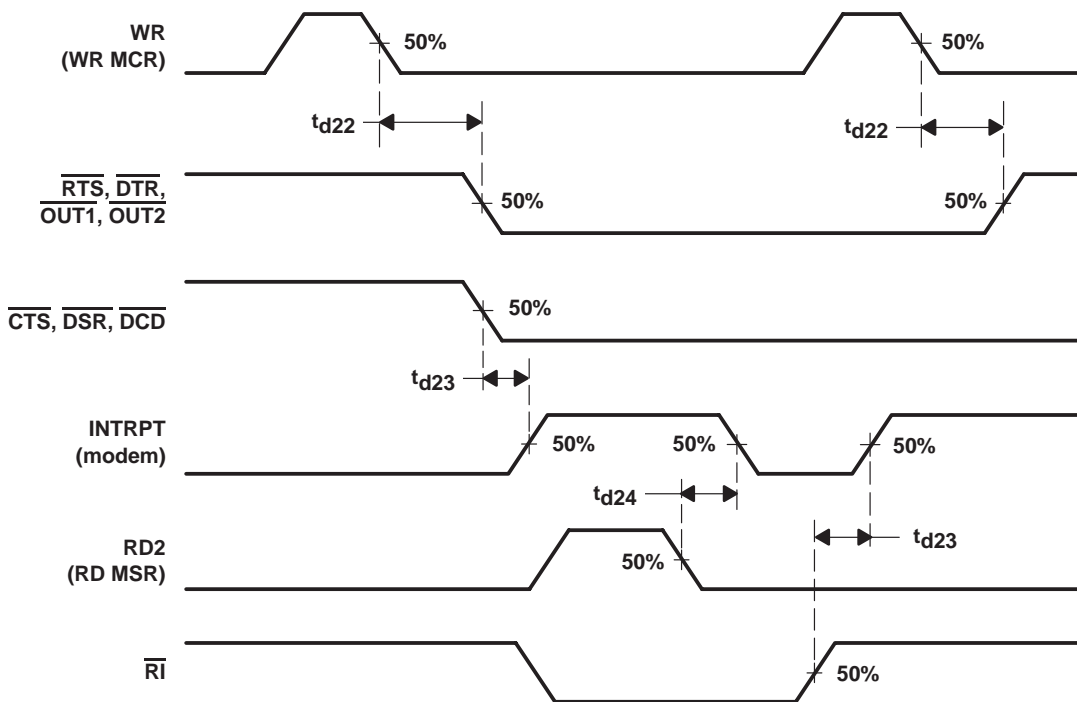 WR
(WR MCR)
50%
50%
td22
td22
RTS, DTR,
OUT1, OUT2
50%
50%
CTS, DSR, DCD
50%
td23
INTRPT
(modem)
50%
50%
50%
td24
td23
RD2
(RD MSR)
50%
RI
50%